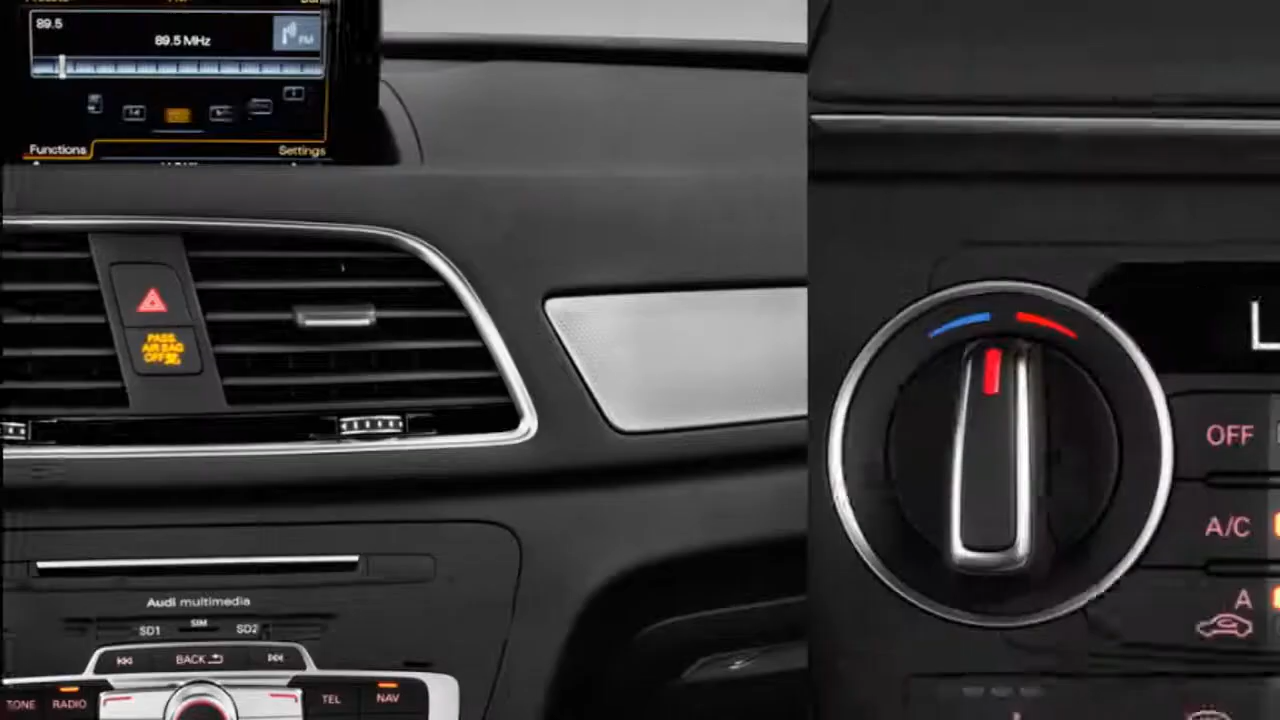 89.5
89.5 MHz
FM
Functions
Settings
PASS
AIR BAG
OFF
Audi multimedia
SD1
SIM
SD2
BACK
TONE
RADIO
TEL
NAV
L
OFF
A/C
A